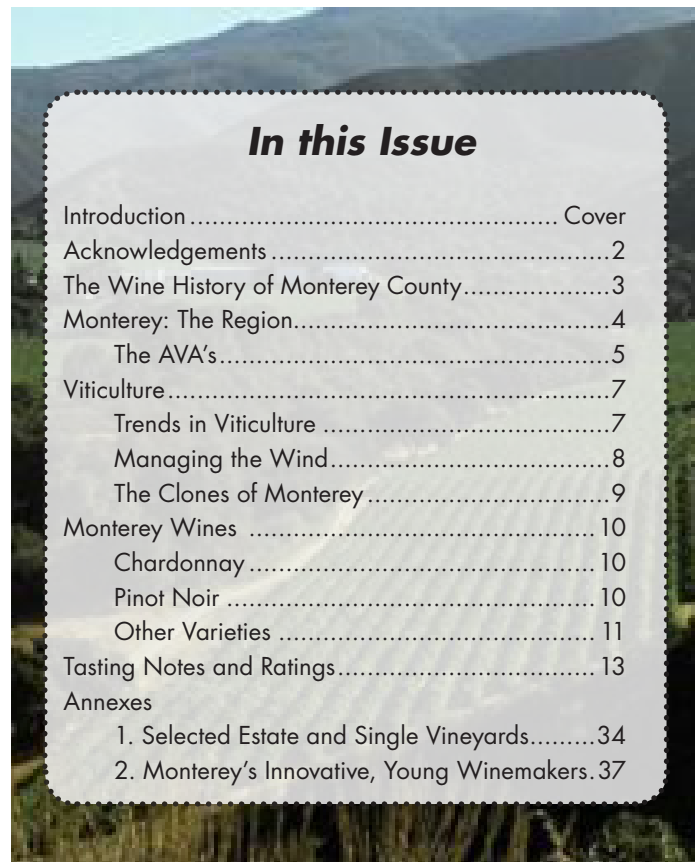 In this Issue
Introduction .................................................. Cover
Acknowledgements ..............................................2
The Wine History of Monterey County....................3
Monterey: The Region...........................................4
The AVA's.....................................................5
Viticulture............................................................7
Trends in Viticulture .....................................7
Managing the Wind......................................8
The Clones of Monterey .................................9
Monterey Wines ............................................... 10
Chardonnay ................................................ 10
Pinot Noir .................................................. 10
Other Varieties ........................................... 11
Tasting Notes and Ratings................................... 13
Annexes
1. Selected Estate and Single Vineyards.........34
2. Monterey's Innovative, Young Winemakers.37